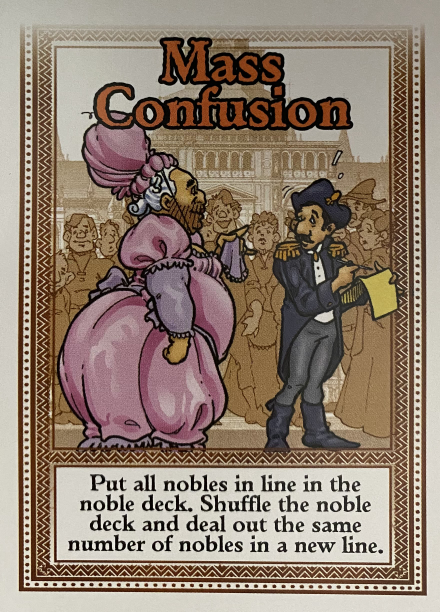 Mass
Confusion
!
Put all nobles in line in the
noble deck. Shuffle the noble
deck and deal out the same
number of nobles in a new line.